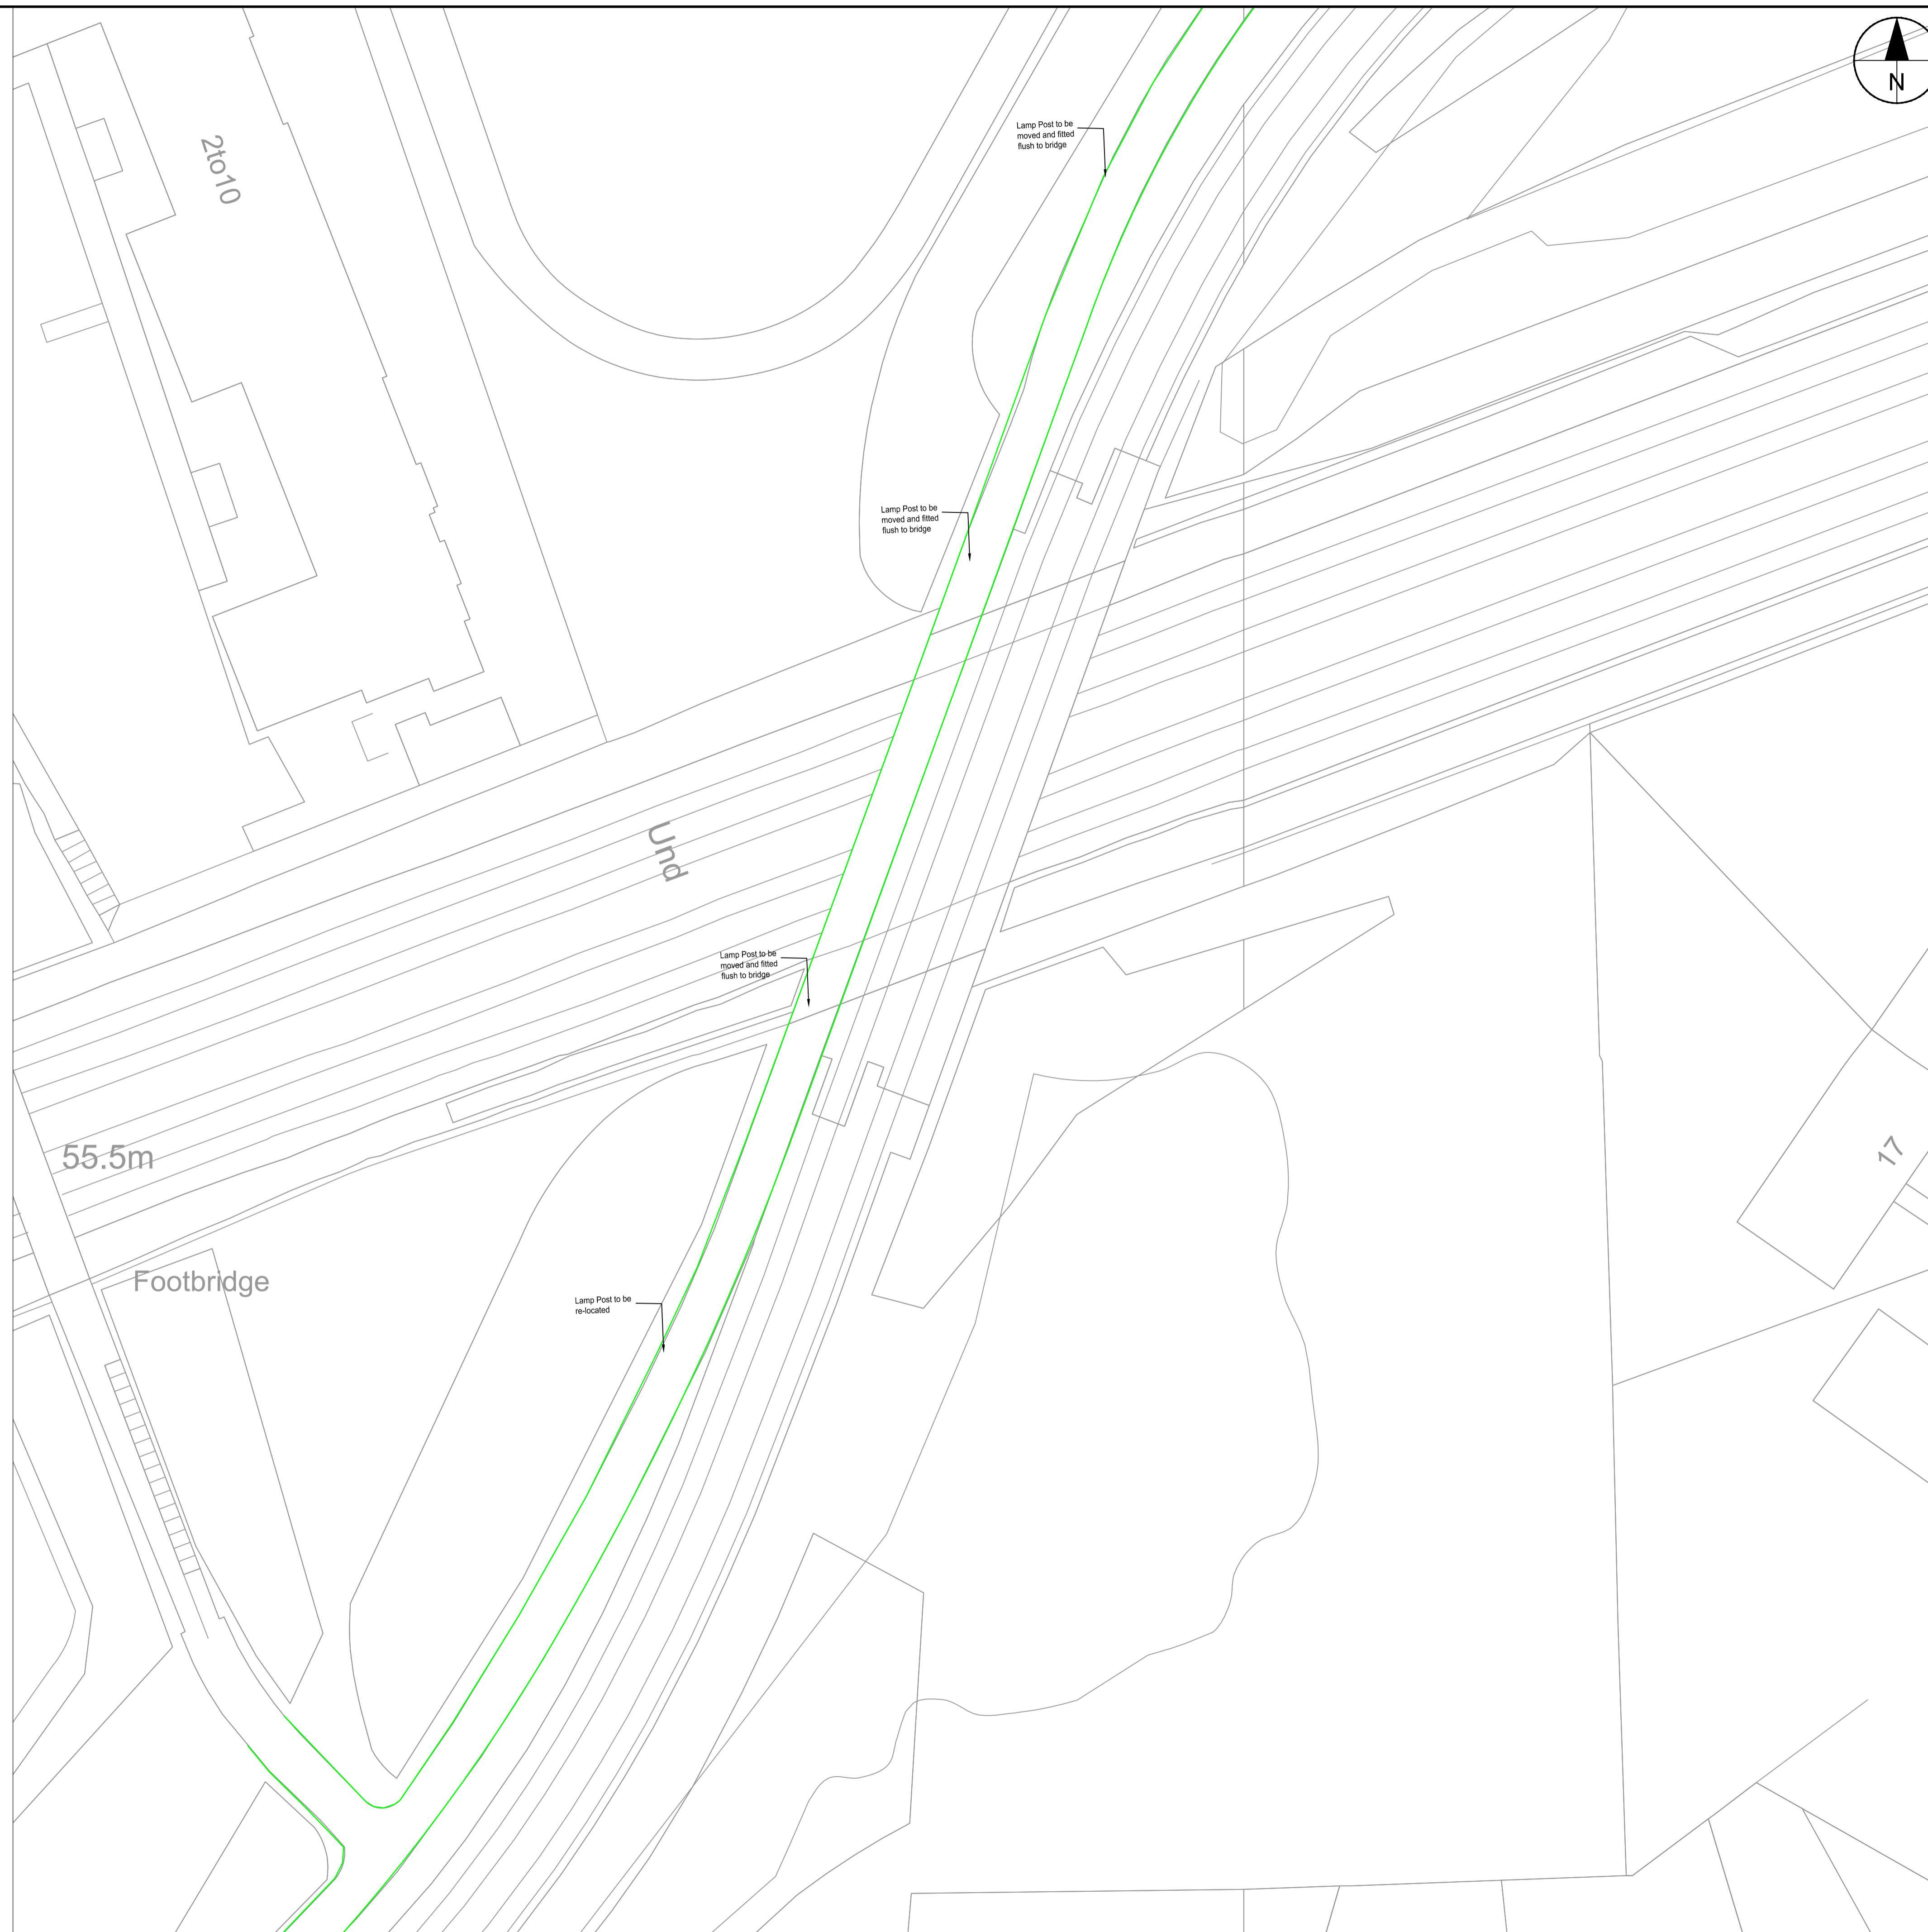 N
Lamp Post to be
moved and fitted
flush to bridge
2to10
Lamp Post to be
moved and fitted
flush to bridge
Und
Lamp Post to be
moved and fitted
flush to bridge
55.5m
17
Footbridge
Lamp Post to be
re-located